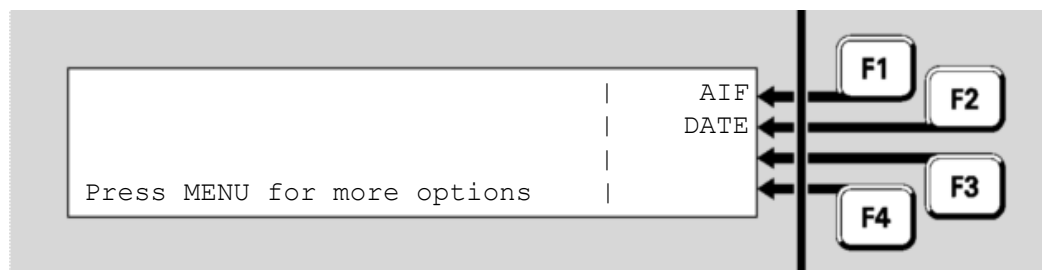 | AIF
| DATE
|
Press MENU for more options |
F1
F2
F3
F4